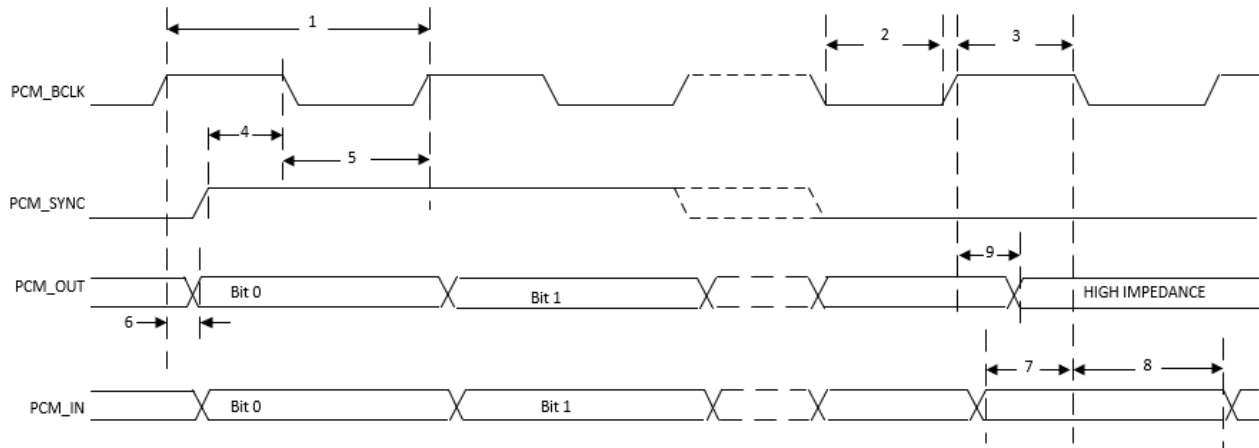 1
2
3
PCM_BCLK
4
5
PCM_SYNC
9
PCM_OUT
Bit 0
Bit 1
HIGH IMPEDANCE
6
7
8
PCM_IN
Bit 0
Bit 1